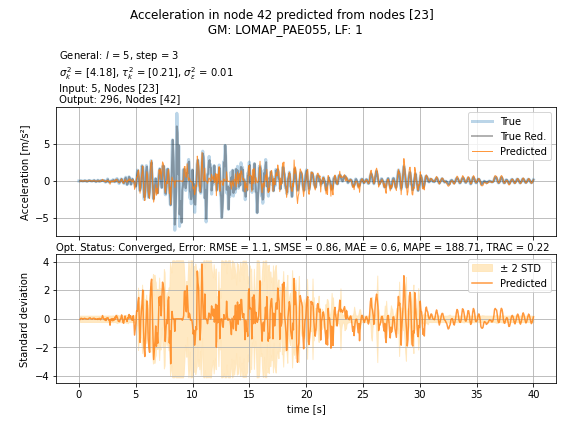 Acceleration in node 42 predicted from nodes [23]
GM: LOMAP_PAE055, LF: 1
General: l = 5, step = 3
σ²ₖ = [4.18], τ²ₖ = [0.21], σ²ε = 0.01
Input: 5, Nodes [23]
Output: 296, Nodes [42]
Acceleration [m/s²]
5
0
−5
True
True Red.
Predicted
Opt. Status: Converged, Error: RMSE = 1.1, SMSE = 0.86, MAE = 0.6, MAPE = 188.71, TRAC = 0.22
Standard deviation
4
2
0
−2
−4
± 2 STD
Predicted
0 5 10 15 20 25 30 35 40
time [s]